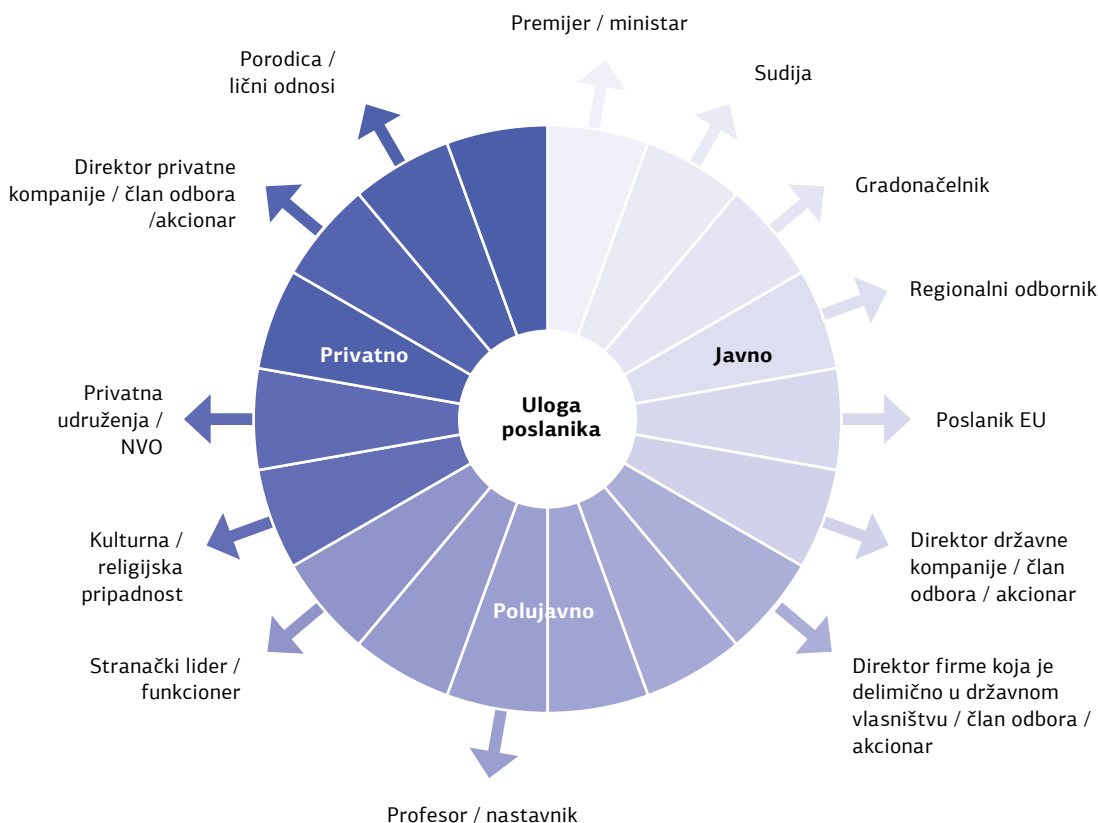 Premijer / ministar
Sudija
Gradonačelnik
Regionalni odbornik
Javno
Poslanik EU
Direktor državne
kompanije / član
odbora / akcionar
Direktor firme koja je
delimično u državnom
vlasništvu / član odbora /
akcionar
Polujavno
Profesor / nastavnik
Stranački lider /
funkcioner
Kulturna /
religijska
pripadnost
Privatna
udruženja /
NVO
Privatno
Direktor privatne
kompanije / član odbora
/akcionar
Porodica /
lični odnosi
Uloga
poslanika